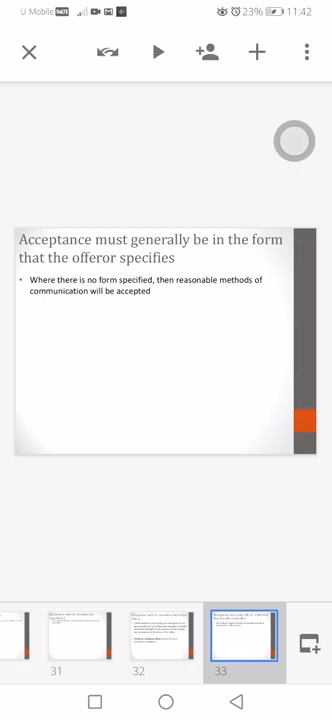 U Mobile VoLTE 23% 11:42
Acceptance must generally be in the form
that the offeror specifies
• Where there is no form specified, then reasonable methods of
communication will be accepted
31
32
33